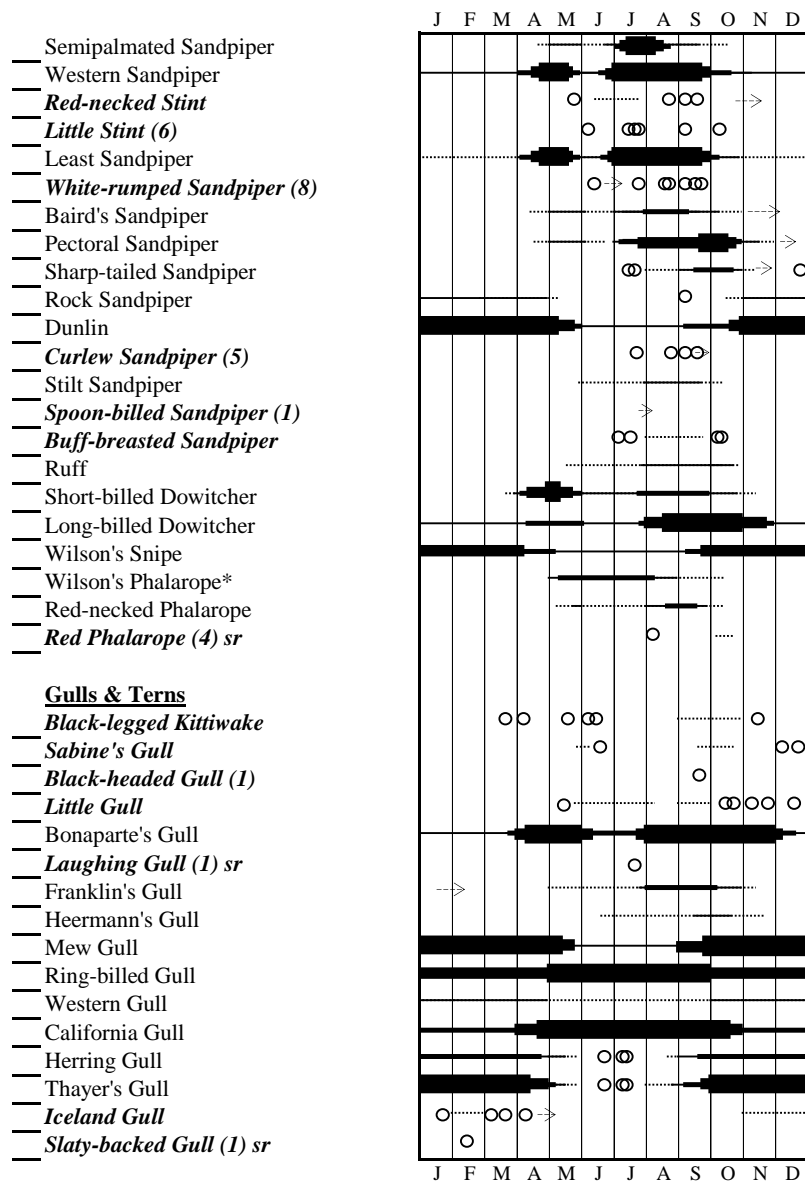 J F M A M J J A S O N D
Semipalmated Sandpiper
Western Sandpiper
Red-necked Stint
Little Stint (6)
Least Sandpiper
White-rumped Sandpiper (8)
Baird's Sandpiper
Pectoral Sandpiper
Sharp-tailed Sandpiper
Rock Sandpiper
Dunlin
Curlew Sandpiper (5)
Stilt Sandpiper
Spoon-billed Sandpiper (1)
Buff-breasted Sandpiper
Ruff
Short-billed Dowitcher
Long-billed Dowitcher
Wilson's Snipe
Wilson's Phalarope*
Red-necked Phalarope
Red Phalarope (4) sr
Gulls & Terns
Black-legged Kittiwake
Sabine's Gull
Black-headed Gull (1)
Little Gull
Bonaparte's Gull
Laughing Gull (1) sr
Franklin's Gull
Heermann's Gull
Mew Gull
Ring-billed Gull
Western Gull
California Gull
Herring Gull
Thayer's Gull
Iceland Gull
Slaty-backed Gull (1) sr
J F M A M J J A S O N D